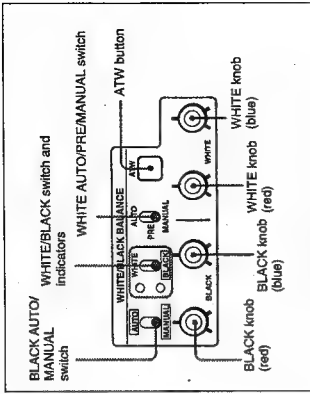 BLACK AUTO/
MANUAL
switch
WHITE/BLACK switch and
indicators
WHITE AUTO/PRE/MANUAL switch
ATW button
WHITE/BLACK BALANCE
AUTO
MANUAL
WHITE
BLACK
AUTO
PRE
MANUAL
ATW
BLACK
WHITE
BLACK knob
(red)
BLACK knob
(blue)
WHITE knob
(red)
WHITE knob
(blue)